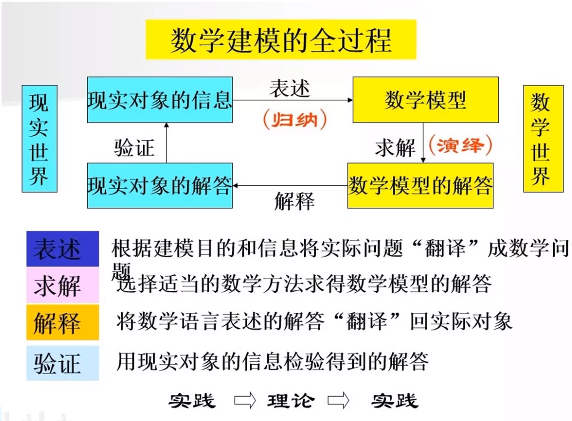 数学建模的全过程
现实世界
现实对象的信息
表述
(归纳)
数学模型
数学世界
验证
求解
(演绎)
现实对象的解答
解释
数学模型的解答
表述
根据建模目的和信息将实际问题“翻译”成数学问
题
求解
选择适当的数学方法求得数学模型的解答
解释
将数学语言表述的解答“翻译”回实际对象
验证
用现实对象的信息检验得到的解答
实践 ⇨ 理论 ⇨ 实践